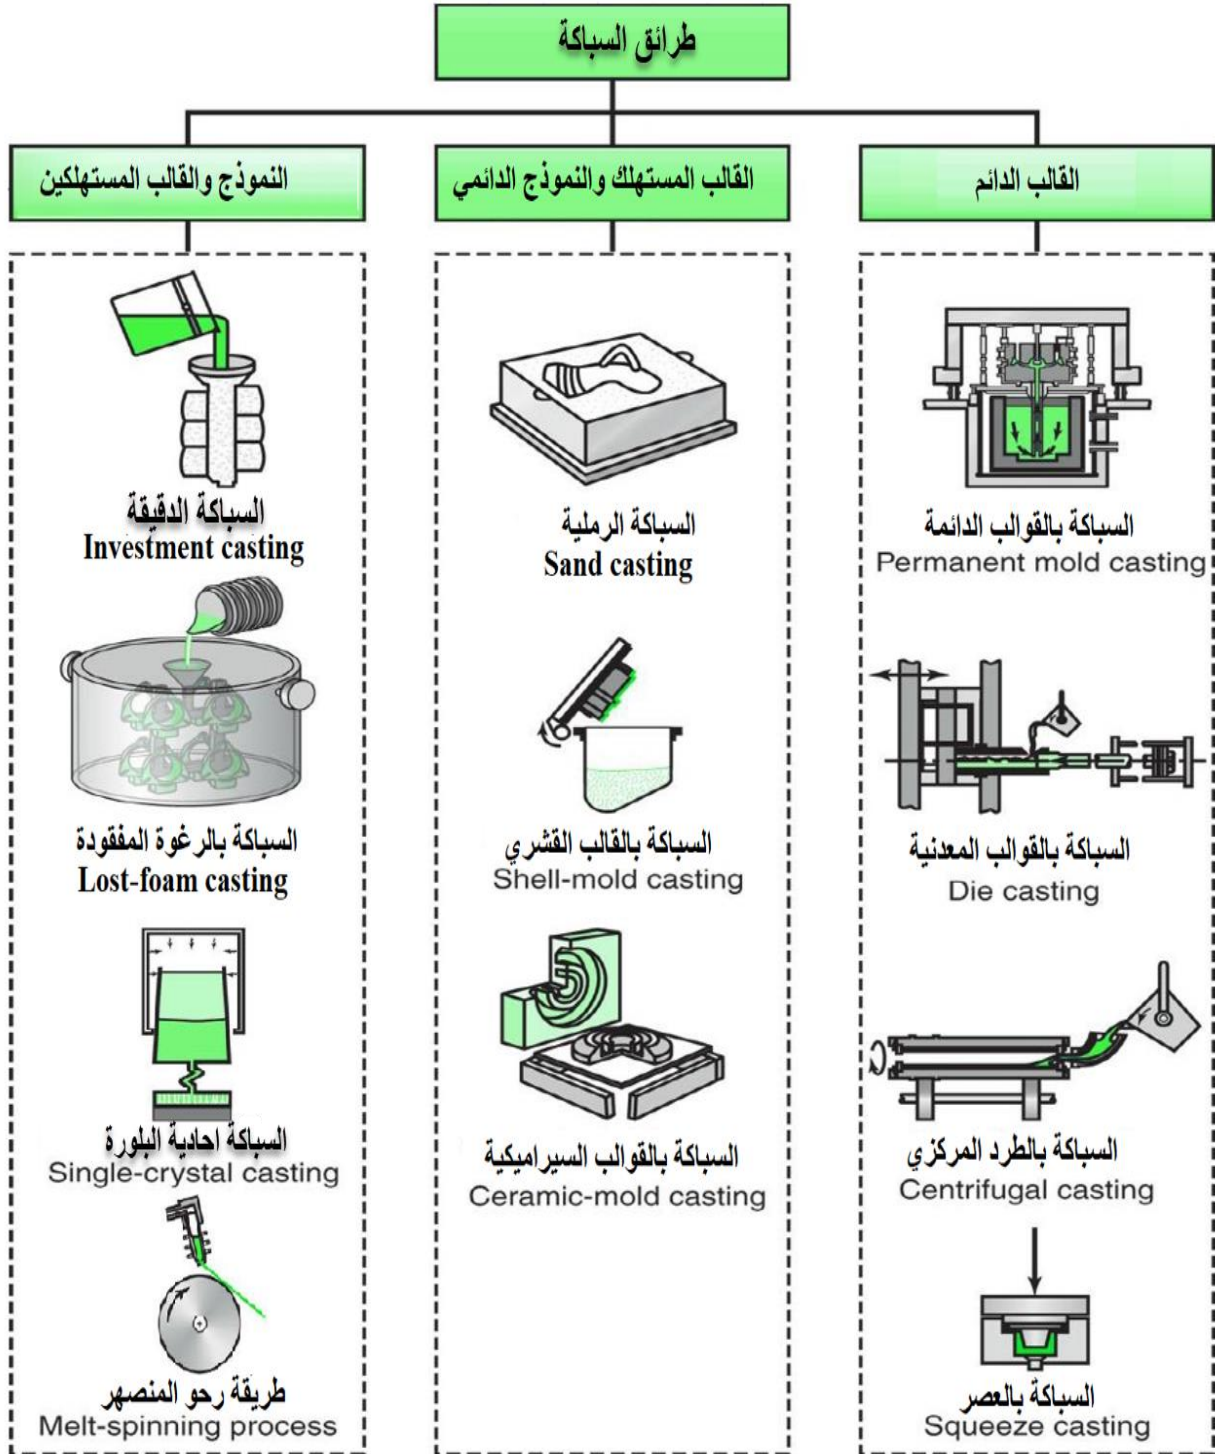 طرائق السباكة
القالب الدائم
القالب المستهلك والنموذج الدائمي
النموذج والقالب المستهلكين
السباكة بالقوالب الدائمة
Permanent mold casting
السباكة بالقوالب المعدنية
Die casting
السباكة بالطرد المركزي
Centrifugal casting
السباكة بالعصر
Squeeze casting
السباكة الرملية
Sand casting
السباكة بالقالب القشري
Shell-mold casting
السباكة بالقوالب السيراميكية
Ceramic-mold casting
السباكة الدقيقة
Investment casting
السباكة بالرغوة المفقودة
Lost-foam casting
السباكة احادية البلورة
Single-crystal casting
طريقة رحو المنصهر
Melt-spinning process